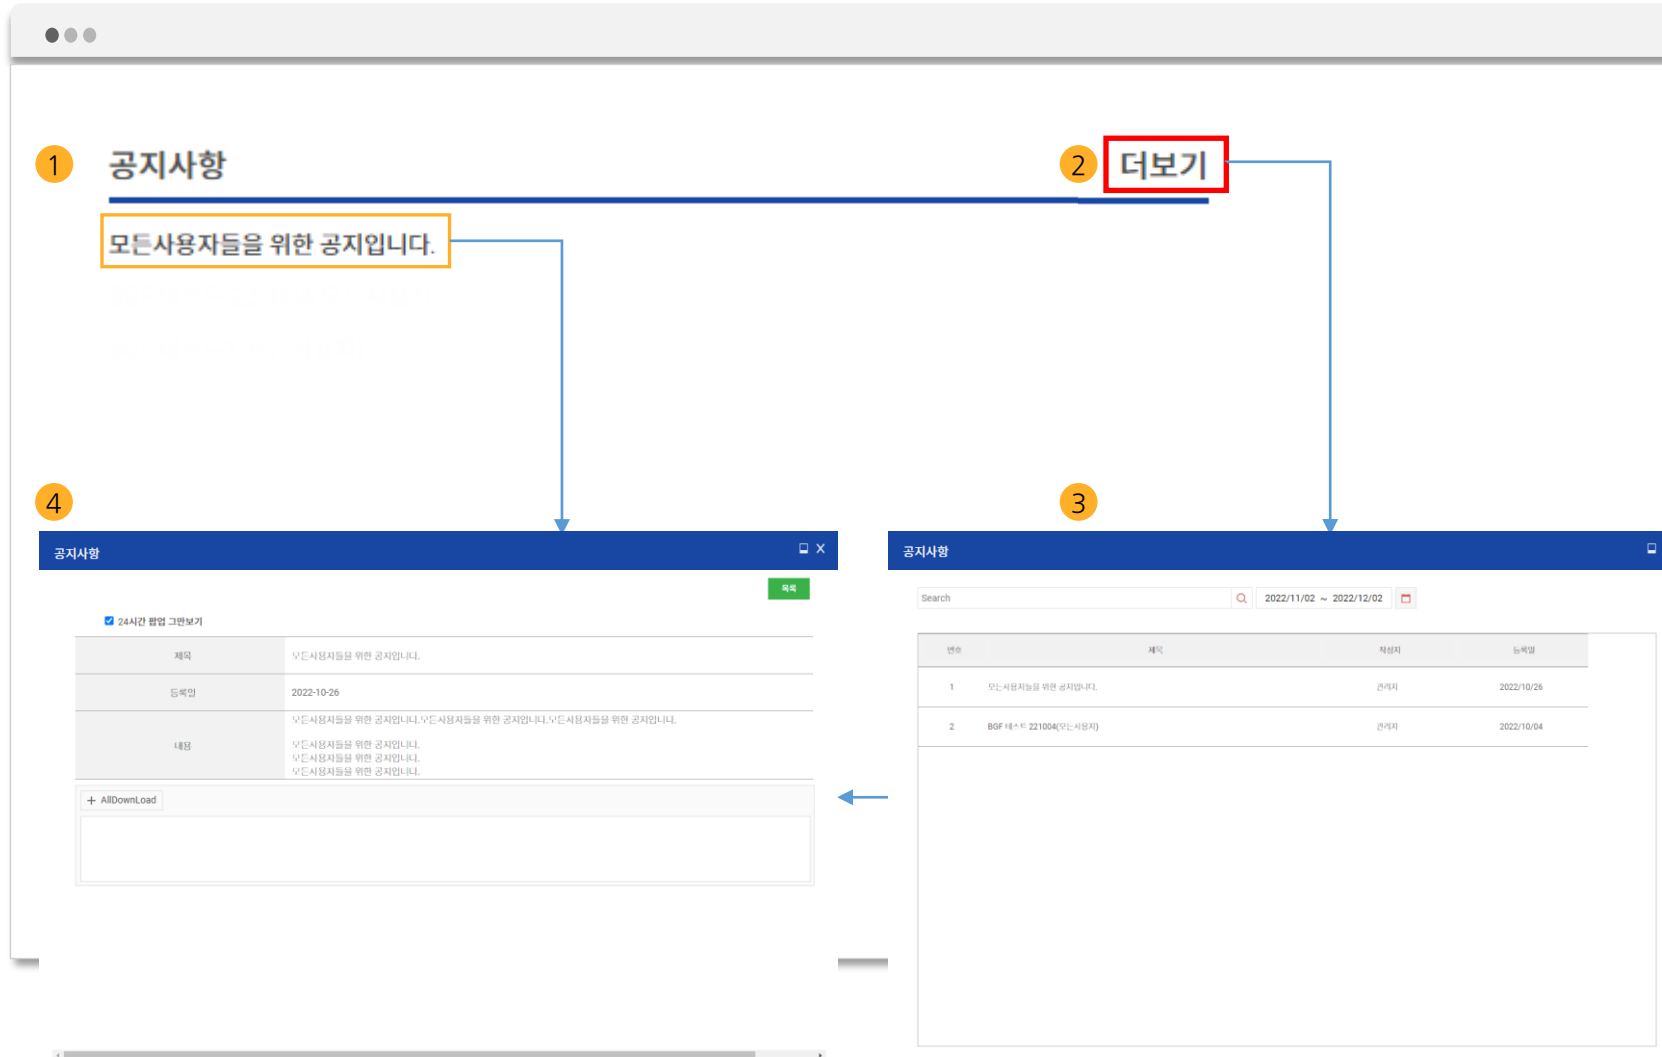 1 공지사항
2 더보기
모든사용자들을 위한 공지입니다.
4
공지사항
목록
24시간 팝업 그만보기
제목 모든사용자들을 위한 공지입니다.
등록일 2022-10-26
내용
모든사용자들을 위한 공지입니다.모든사용자들을 위한 공지입니다.모든사용자들을 위한 공지입니다.
모든사용자들을 위한 공지입니다.
모든사용자들을 위한 공지입니다.
모든사용자들을 위한 공지입니다.
+ AllDownLoad
3
공지사항
Search 2022/11/02 ~ 2022/12/02
번호 제목 작성자 등록일
1 모든사용자들을 위한 공지입니다. 관리자 2022/10/26
2 BGF 테스트 221004(모든사용자) 관리자 2022/10/04